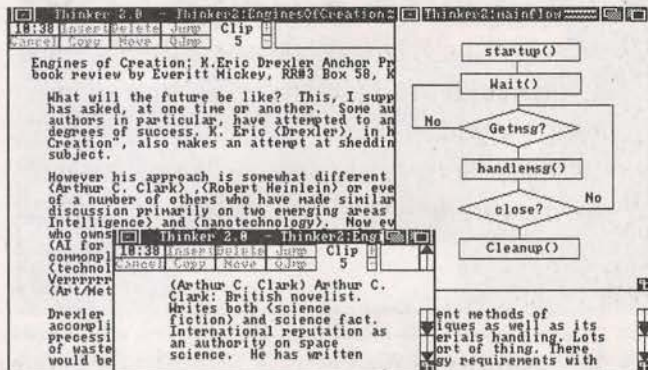 Thinker 2.0 - Thinker2:EnginesOfCreation
10:38 Insert Delete Jump Clip
Cancel Copy Move QJmp 5
Engines of Creation: K.Eric Drexler Anchor Pr
book review by Everitt Mickey, RR#3 Box 58, K
What will the future be like? This, I supp
has asked, at one time or another. Some au
authors in particular, have attempted to an
degrees of success, K. Eric <Drexler>, in h
Creation", also makes an attempt at sheddin
subject.
However his approach is somewhat different
<Arthur C. Clark> ,<Robert Heinlein> or eve
of a number of others who have made similar
discussion primarily on two emerging areas
Intelligence> and <nanotechnology>. Now ev
who owns
<AI for
commonpl
<technol
Verrrrrr
<Art/Met
Drexler
accompli
precessi
of waste
would be
Thinker 2.0 - Thinker2:Engi
10:38 Insert Delete Jump Clip
Cancel Copy Move QJmp 5
<Arthur C. Clark> Arthur C.
Clark: British novelist.
Writes both <science
fiction> and science fact.
International reputation as
an authority on space
science. He has written
ent methods of
iques as well as its
erials handling. Lots
ort of thing. There
gy requirements with
Thinker2:mainflow
startup()
Wait()
No
Getmsg?
handlemsg()
No
close?
Cleanup()